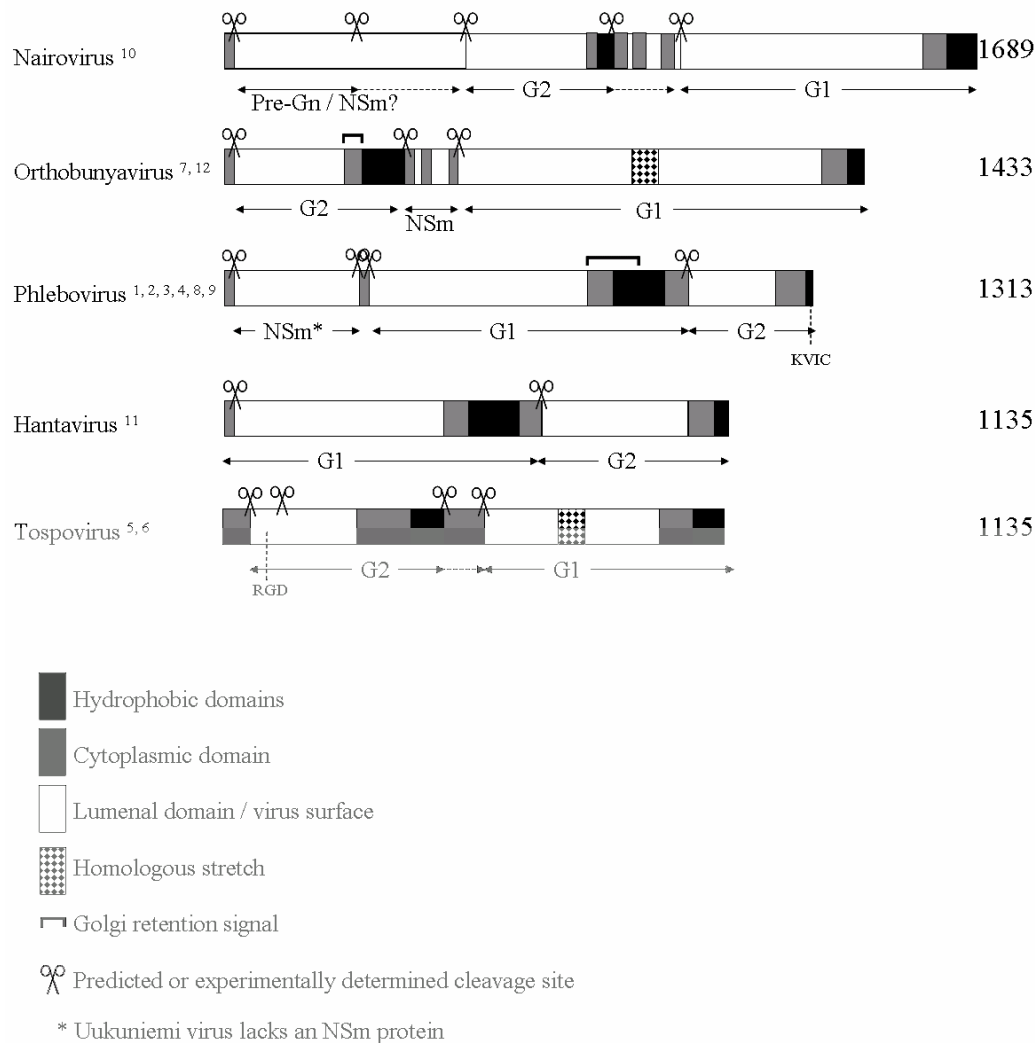 Nairovirus 10
1689
Pre-Gn / NSm?
G2
G1
Orthobunyavirus 7, 12
1433
G2
NSm
G1
Phlebovirus 1, 2, 3, 4, 8, 9
1313
NSm*
G1
G2
KVIC
Hantavirus 11
1135
G1
G2
Tospovirus 5, 6
1135
G2
G1
RGD
Hydrophobic domains
Cytoplasmic domain
Lumenal domain / virus surface
Homologous stretch
Golgi retention signal
Predicted or experimentally determined cleavage site
* Uukuniemi virus lacks an NSm protein